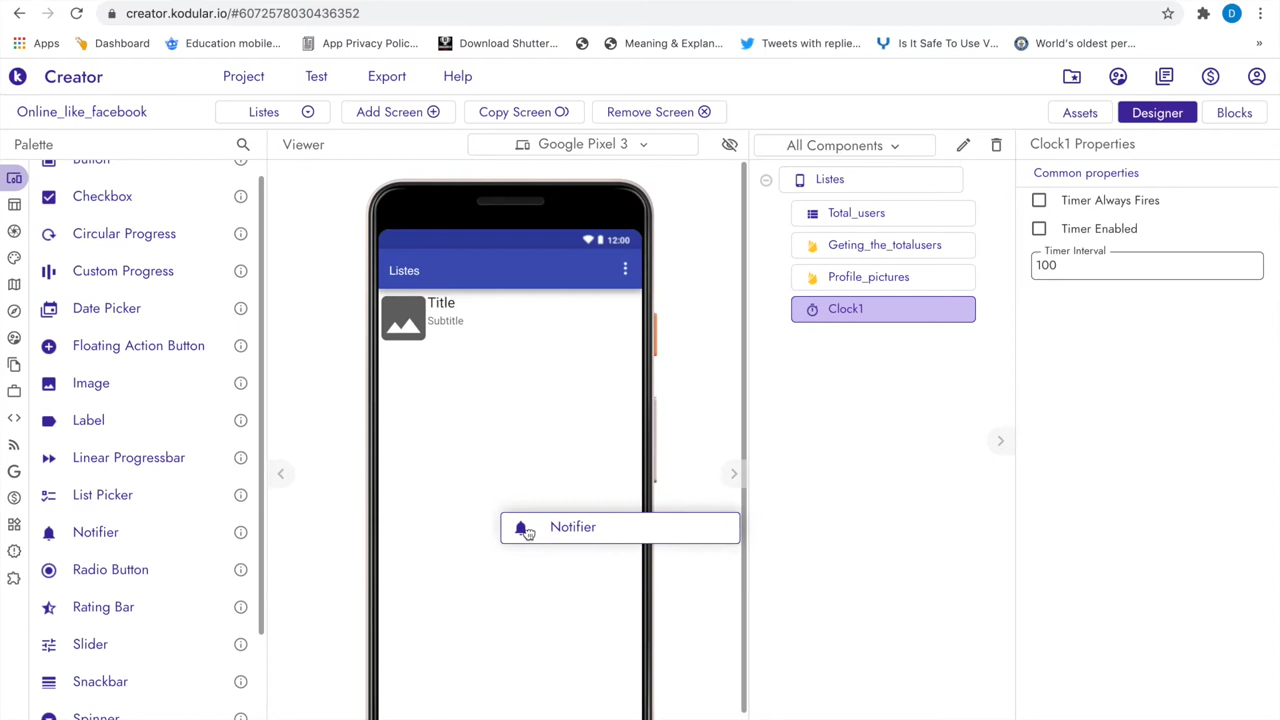 creator.kodular.io/#6072578030436352
D
Apps
Dashboard
Education mobile...
App Privacy Polic...
Download Shutter...
Meaning & Explan...
Tweets with replie...
Is It Safe To Use V...
World's oldest per...
»
k
Creator
Project
Test
Export
Help
Online_like_facebook
Listes
Add Screen
Copy Screen
Remove Screen
Assets
Designer
Blocks
Palette
Viewer
Google Pixel 3
All Components
Clock1 Properties
Button
Checkbox
Circular Progress
Custom Progress
Date Picker
Floating Action Button
Image
Label
Linear Progressbar
List Picker
Notifier
Radio Button
Rating Bar
Slider
Snackbar
Spinner
12:00
Listes
Title
Subtitle
Notifier
Listes
Total_users
Geting_the_totalusers
Profile_pictures
Clock1
Common properties
Timer Always Fires
Timer Enabled
Timer Interval
100